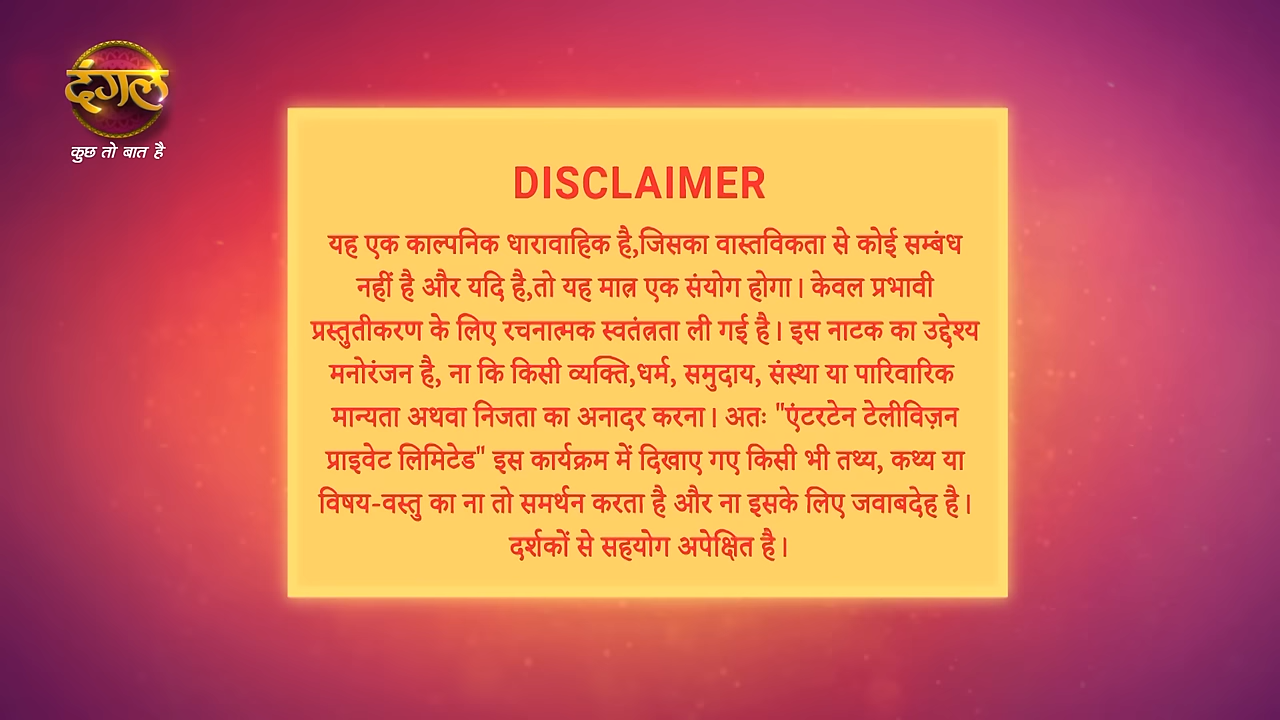 दंगल
कुछ तो बात है
DISCLAIMER
यह एक काल्पनिक धारावाहिक है,जिसका वास्तविकता से कोई सम्बंध
नहीं है और यदि है,तो यह मात्र एक संयोग होगा। केवल प्रभावी
प्रस्तुतीकरण के लिए रचनात्मक स्वतंत्रता ली गई है। इस नाटक का उद्देश्य
मनोरंजन है, ना कि किसी व्यक्ति,धर्म, समुदाय, संस्था या पारिवारिक
मान्यता अथवा निजता का अनादर करना। अतः "एंटरटेन टेलीविज़न
प्राइवेट लिमिटेड" इस कार्यक्रम में दिखाए गए किसी भी तथ्य, कथ्य या
विषय-वस्तु का ना तो समर्थन करता है और ना इसके लिए जवाबदेह है।
दर्शकों से सहयोग अपेक्षित है।